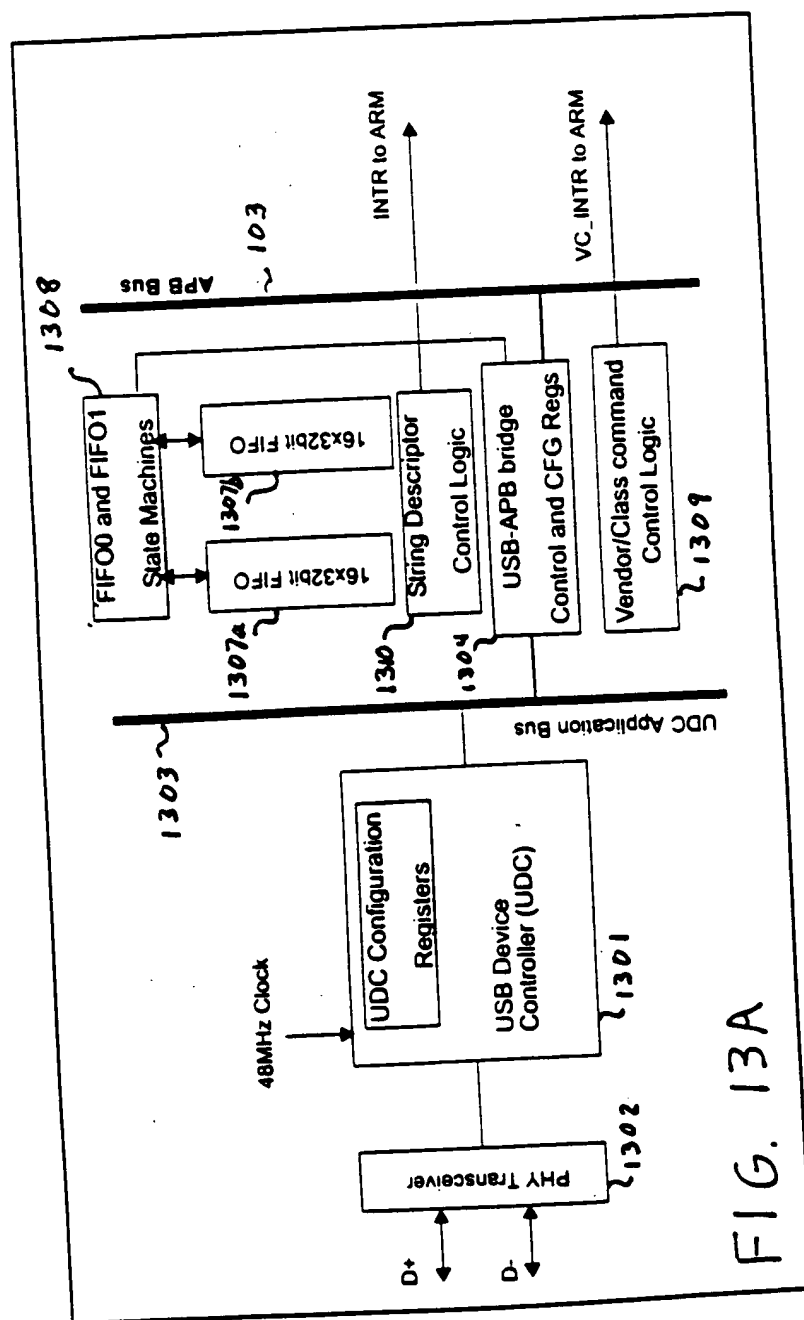 1308
'FIFO0 and FIFO1
State Machines
16x32bit FIFO
1307a
16x32bit FIFO
1307b
String Descriptor
Control Logic
1310
USB-APB bridge
Control and CFG Regs
1304
Vendor/Class command
Control Logic
1309
APB Bus
103
INTR to ARM
VC_INTR to ARM
1303
UDC Application Bus
48MHz Clock
UDC Configuration
Registers
USB Device
Controller (UDC)
1301
PHY Transceiver
1302
D+
D-
FIG. 13A